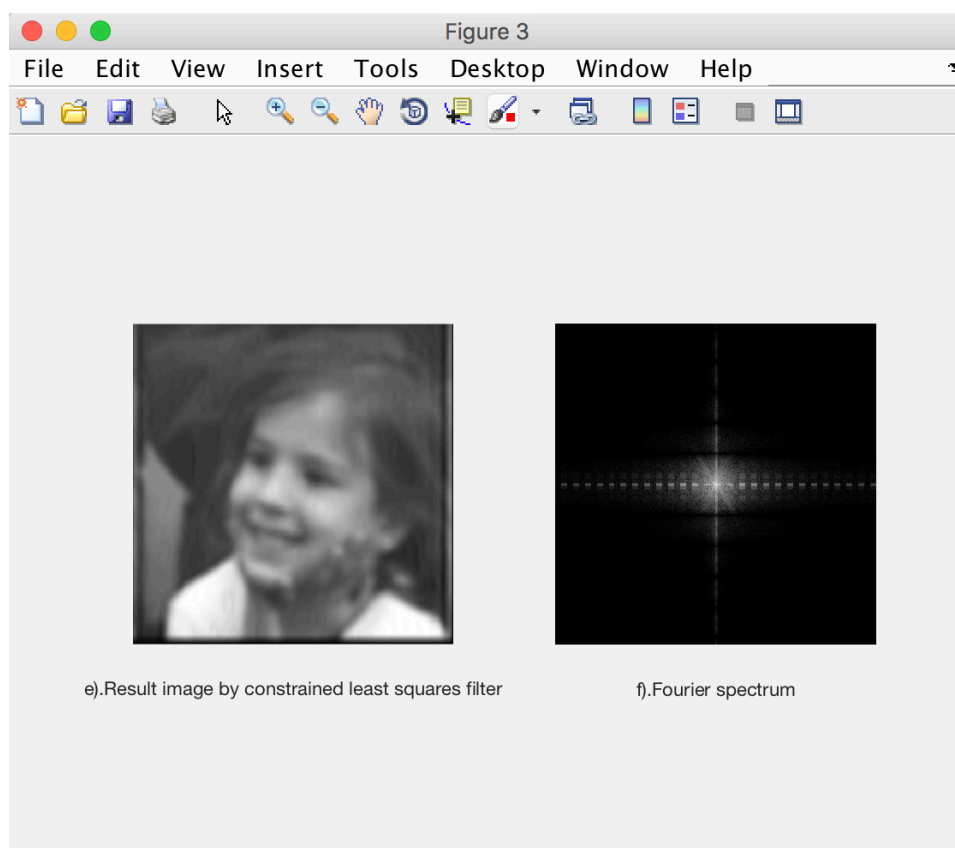 Figure 3
File Edit View Insert Tools Desktop Window Help
e).Result image by constrained least squares filter
f).Fourier spectrum